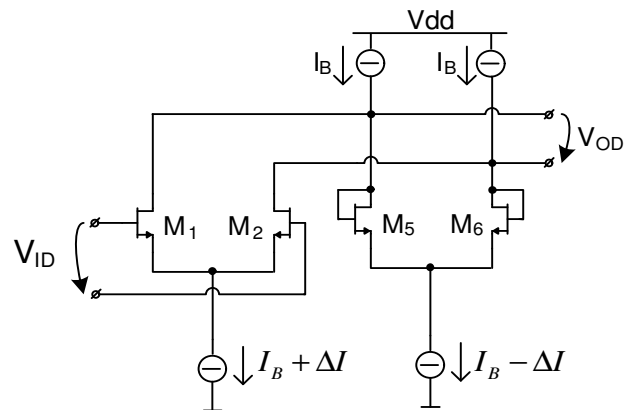 Vdd
I_B
I_B
V_OD
M_1
M_2
M_5
M_6
V_ID
I_B + ΔI
I_B − ΔI